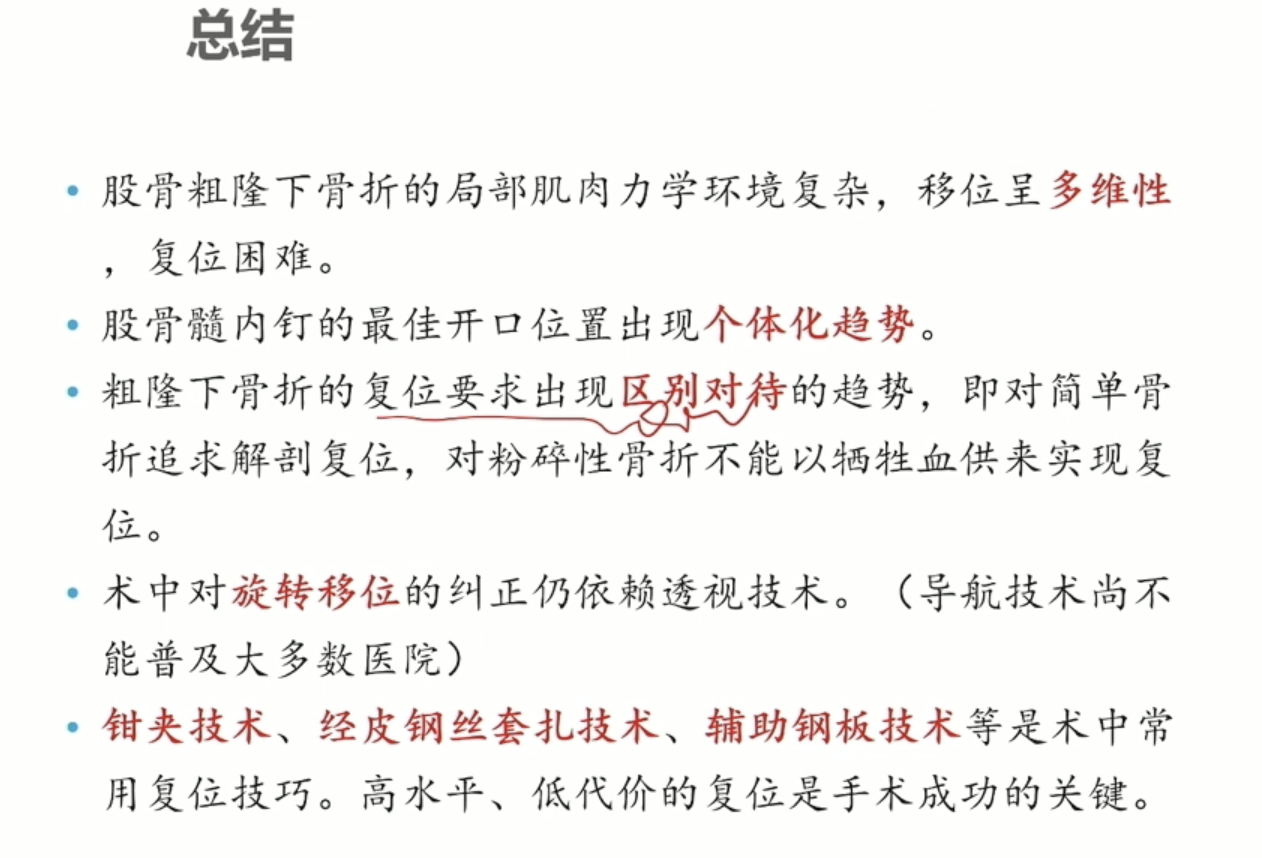 总结
• 股骨粗隆下骨折的局部肌肉力学环境复杂，移位呈多维性
，复位困难。
• 股骨髓内钉的最佳开口位置出现个体化趋势。
• 粗隆下骨折的复位要求出现区别对待的趋势，即对简单骨
折追求解剖复位，对粉碎性骨折不能以牺牲血供来实现复
位。
• 术中对旋转移位的纠正仍依赖透视技术。（导航技术尚不
能普及大多数医院）
• 钳夹技术、经皮钢丝套扎技术、辅助钢板技术等是术中常
用复位技巧。高水平、低代价的复位是手术成功的关键。